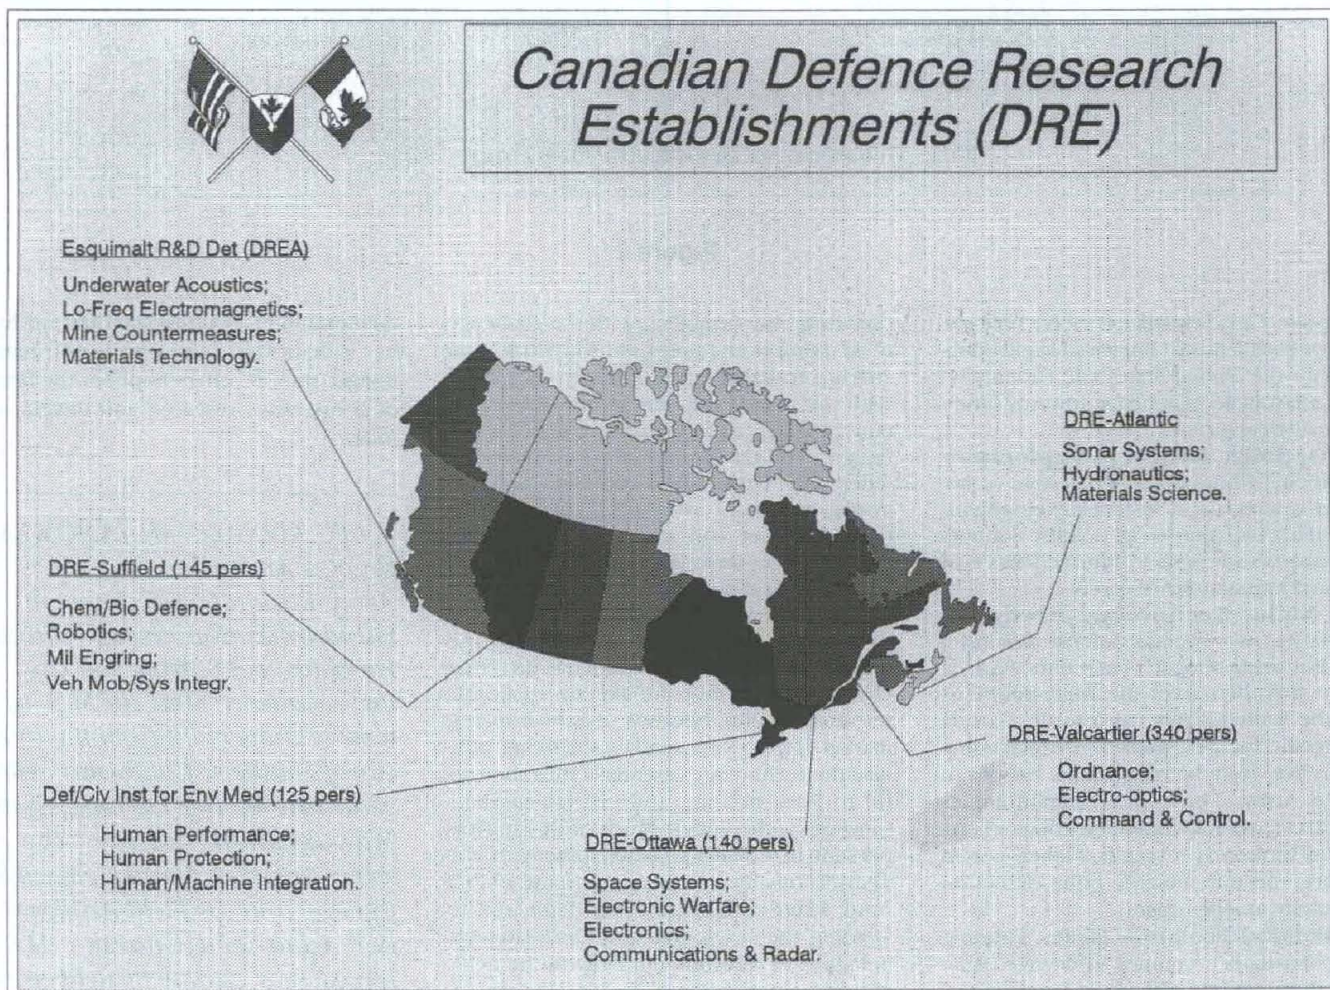 Canadian Defence Research
Establishments (DRE)
Esquimalt R&D Det (DREA)
Underwater Acoustics;
Lo-Freq Electromagnetics;
Mine Countermeasures;
Materials Technology.
DRE-Atlantic
Sonar Systems;
Hydronautics;
Materials Science.
DRE-Suffield (145 pers)
Chem/Bio Defence;
Robotics;
Mil Engring;
Veh Mob/Sys Integr.
DRE-Valcartier (340 pers)
Ordnance;
Electro-optics;
Command & Control.
Def/Civ Inst for Env Med (125 pers)
Human Performance;
Human Protection;
Human/Machine Integration.
DRE-Ottawa (140 pers)
Space Systems;
Electronic Warfare;
Electronics;
Communications & Radar.